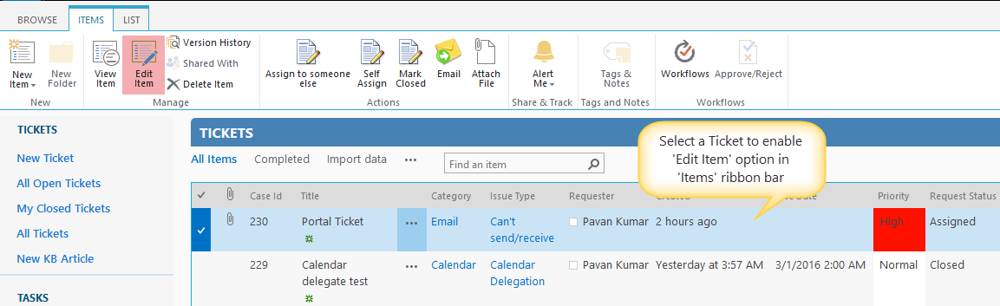 BROWSE ITEMS LIST
New Item
New Folder
New
View Item
Edit Item
Version History
Shared With
Delete Item
Manage
Assign to someone else
Self Assign
Mark Closed
Email
Attach File
Actions
Alert Me
Share & Track
Tags & Notes
Tags and Notes
Workflows
Approve/Reject
Workflows
TICKETS
New Ticket
All Open Tickets
My Closed Tickets
All Tickets
New KB Article
TASKS
TICKETS
All Items Completed Import data ...
Find an item
Select a Ticket to enable
'Edit Item' option in
'Items' ribbon bar
Case Id Title Category Issue Type Requester Created Date Priority Request Status
230 Portal Ticket ... Email Can't Pavan Kumar 2 hours ago High Assigned
send/receive
229 Calendar ... Calendar Calendar Pavan Kumar Yesterday at 3:57 AM 3/1/2016 2:00 AM Normal Closed
delegate test Delegation